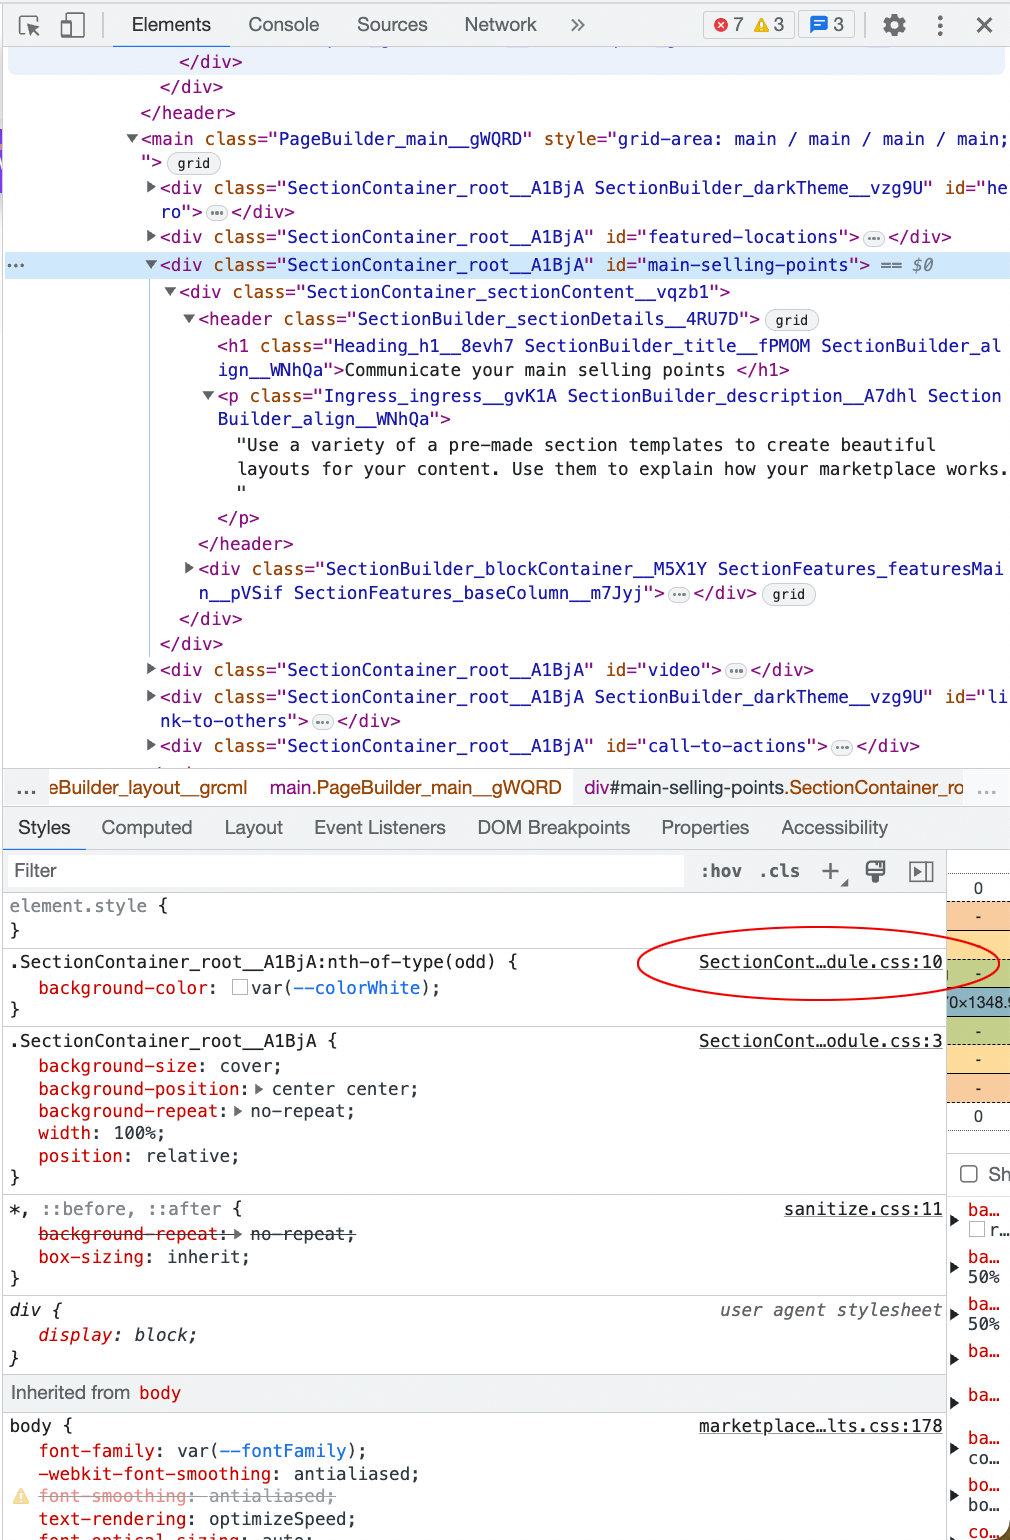 Elements Console Sources Network » 7 3 3
</div>
</div>
</header>
<main class="PageBuilder_main__gWQRD" style="grid-area: main / main / main / main;
"> grid
<div class="SectionContainer_root__A1BjA SectionBuilder_darkTheme__vzg9U" id="he
ro"> ⋯ </div>
<div class="SectionContainer_root__A1BjA" id="featured-locations"> ⋯ </div>
⋯ <div class="SectionContainer_root__A1BjA" id="main-selling-points"> == $0
<div class="SectionContainer_sectionContent__vqzb1">
<header class="SectionBuilder_sectionDetails__4RU7D"> grid
<h1 class="Heading_h1__8evh7 SectionBuilder_title__fPMOM SectionBuilder_al
ign__WNhQa">Communicate your main selling points </h1>
<p class="Ingress_ingress__gvK1A SectionBuilder_description__A7dhl Section
Builder_align__WNhQa">
"Use a variety of a pre-made section templates to create beautiful
layouts for your content. Use them to explain how your marketplace works.
"
</p>
</header>
<div class="SectionBuilder_blockContainer__M5X1Y SectionFeatures_featuresMai
n__pVSif SectionFeatures_baseColumn__m7Jyj"> ⋯ </div> grid
</div>
</div>
<div class="SectionContainer_root__A1BjA" id="video"> ⋯ </div>
<div class="SectionContainer_root__A1BjA SectionBuilder_darkTheme__vzg9U" id="li
nk-to-others"> ⋯ </div>
<div class="SectionContainer_root__A1BjA" id="call-to-actions"> ⋯ </div>
... eBuilder_layout__grcml main.PageBuilder_main__gWQRD div#main-selling-points.SectionContainer_ro ...
Styles Computed Layout Event Listeners DOM Breakpoints Properties Accessibility
Filter :hov .cls +
element.style {
}
.SectionContainer_root__A1BjA:nth-of-type(odd) { SectionCont…dule.css:10
background-color: var(--colorWhite);
}
.SectionContainer_root__A1BjA { SectionCont…odule.css:3
background-size: cover;
background-position: center center;
background-repeat: no-repeat;
width: 100%;
position: relative;
}
*, ::before, ::after { sanitize.css:11
background-repeat: no-repeat;
box-sizing: inherit;
}
div { user agent stylesheet
display: block;
}
Inherited from body
body { marketplace…lts.css:178
font-family: var(--fontFamily);
-webkit-font-smoothing: antialiased;
font-smoothing: antialiased;
text-rendering: optimizeSpeed;
font-optical-sizing: auto;
0
-
-
70×1348.9
-
-
-
0
Sh
ba…
r…
ba…
50%
ba…
50%
ba…
ba…
ba…
co…
bo…
bo…
co…